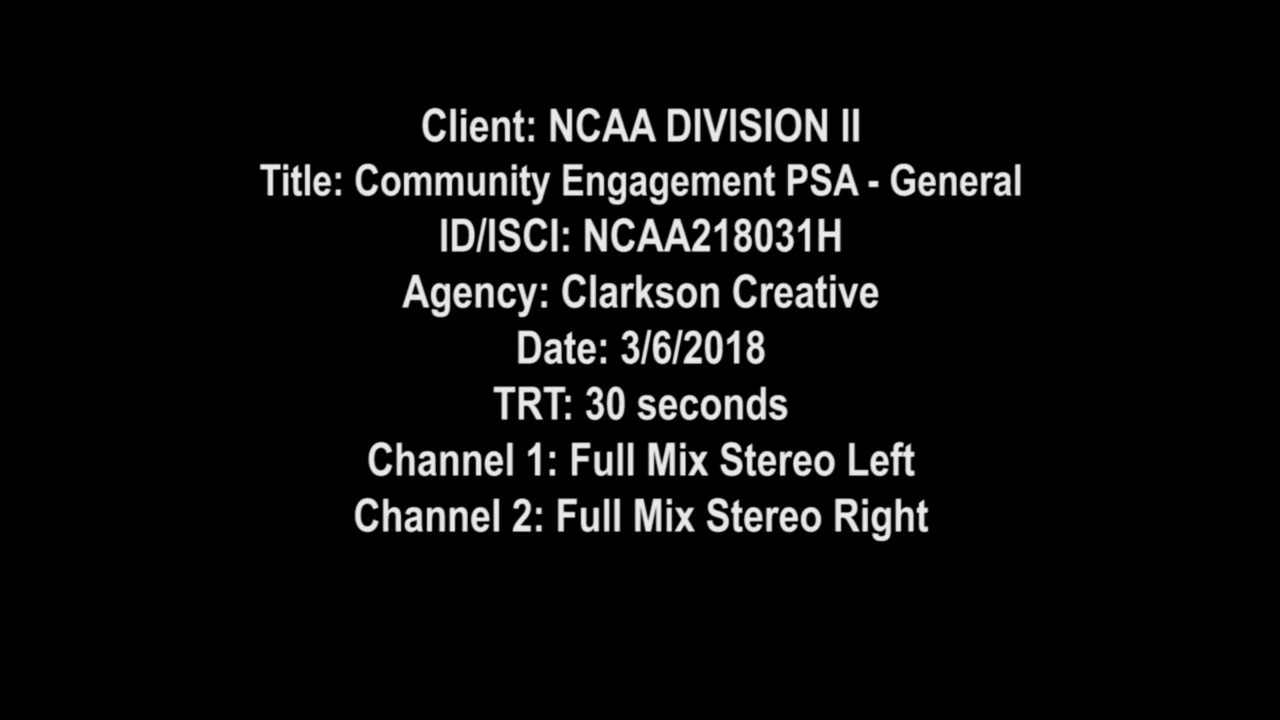 Client: NCAA DIVISION II
Title: Community Engagement PSA - General
ID/ISCI: NCAA218031H
Agency: Clarkson Creative
Date: 3/6/2018
TRT: 30 seconds
Channel 1: Full Mix Stereo Left
Channel 2: Full Mix Stereo Right